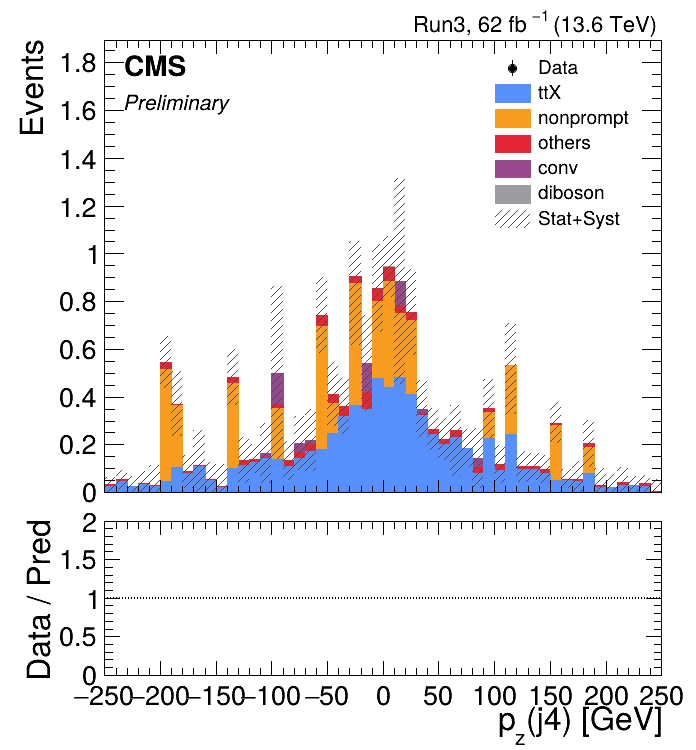 Run3, 62 fb⁻¹ (13.6 TeV)
CMS
Preliminary
Events
Data
ttX
nonprompt
others
conv
diboson
Stat+Syst
1.8
1.6
1.4
1.2
1
0.8
0.6
0.4
0.2
0
Data / Pred
2
1.5
1
0.5
0
−250 −200 −150 −100 −50 0 50 100 150 200 250
p_z(j4) [GeV]